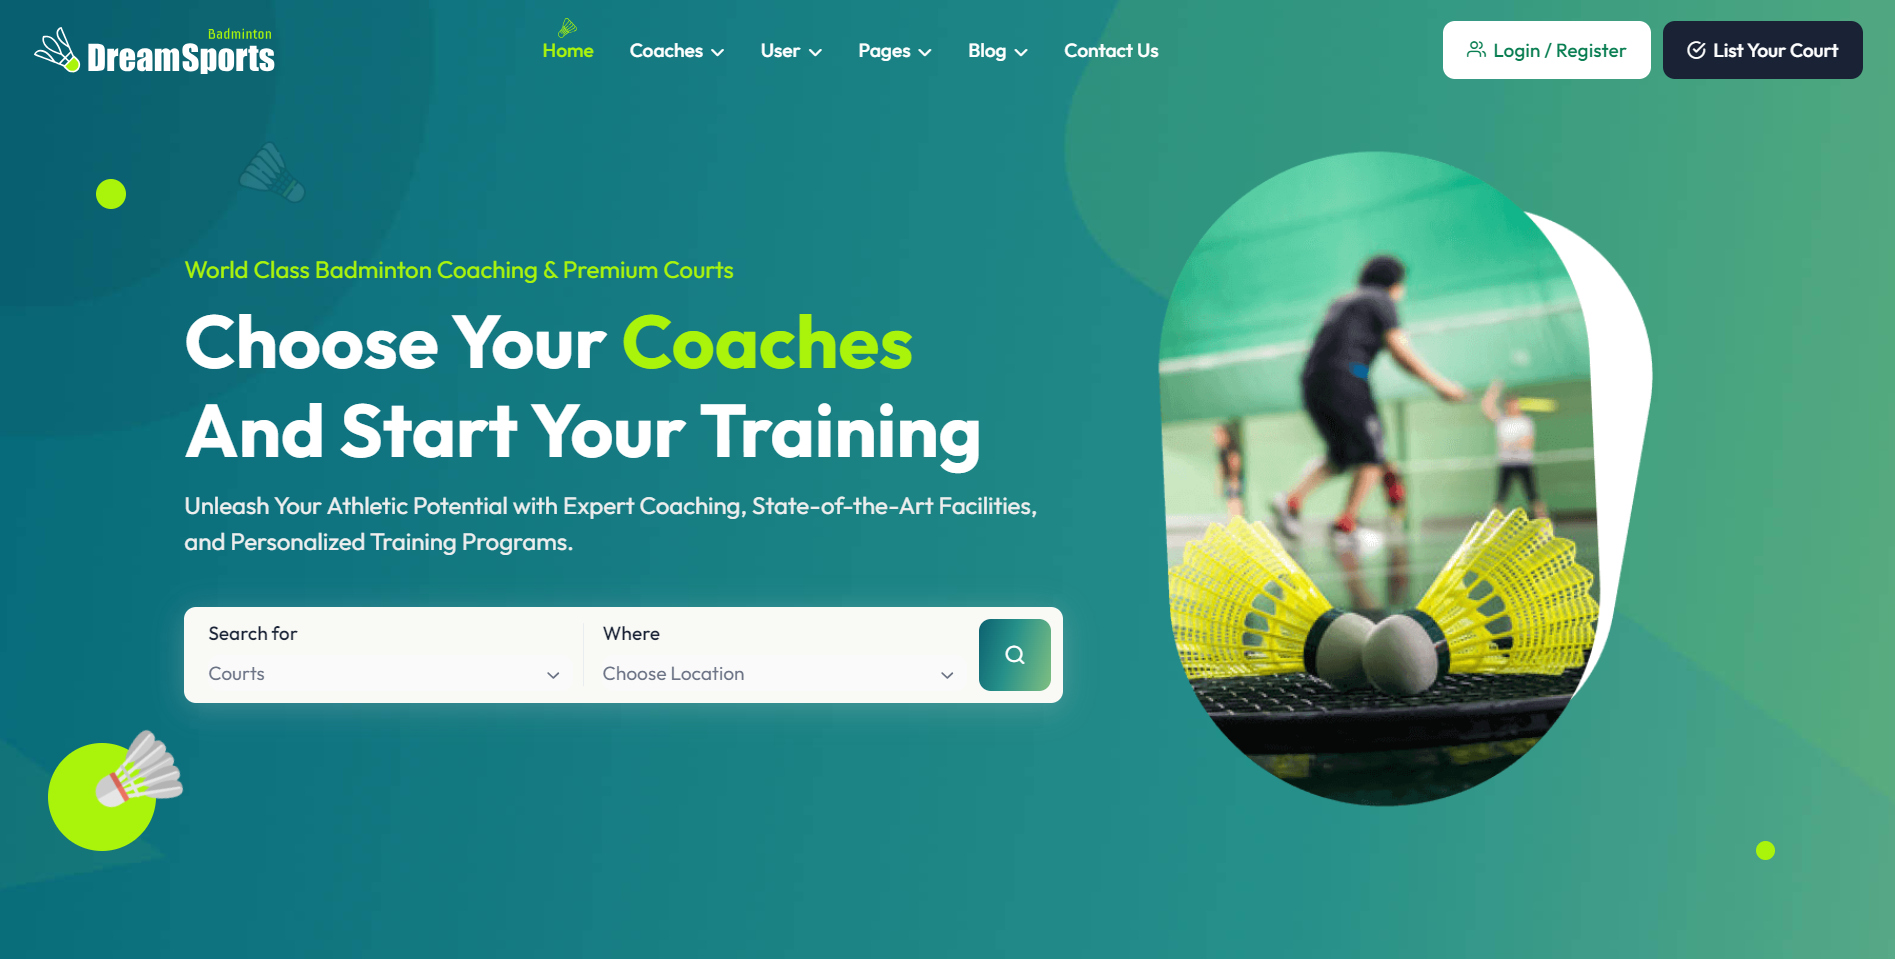 Badminton
DreamSports
Home
Coaches
User
Pages
Blog
Contact Us
Login / Register
List Your Court
World Class Badminton Coaching & Premium Courts
Choose Your Coaches
And Start Your Training
Unleash Your Athletic Potential with Expert Coaching, State-of-the-Art Facilities,
and Personalized Training Programs.
Search for
Courts
Where
Choose Location